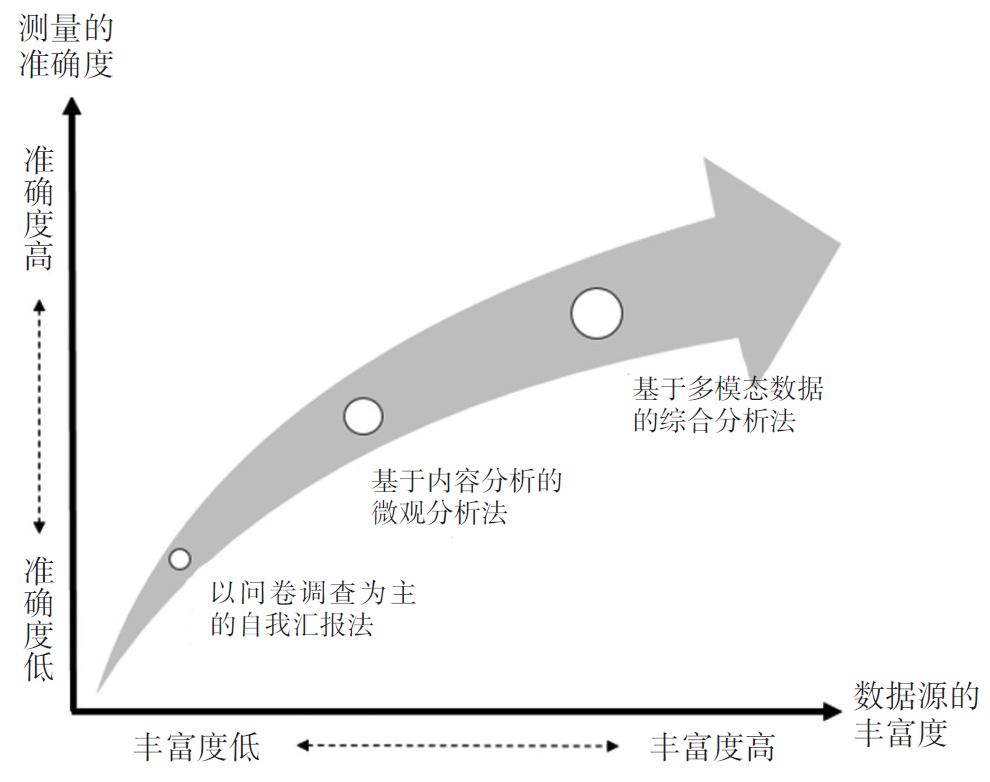 测量的
准确度
准确度高
基于多模态数据
的综合分析法
基于内容分析的
微观分析法
准确度低
以问卷调查为主
的自我汇报法
数据源的
丰富度
丰富度低
丰富度高